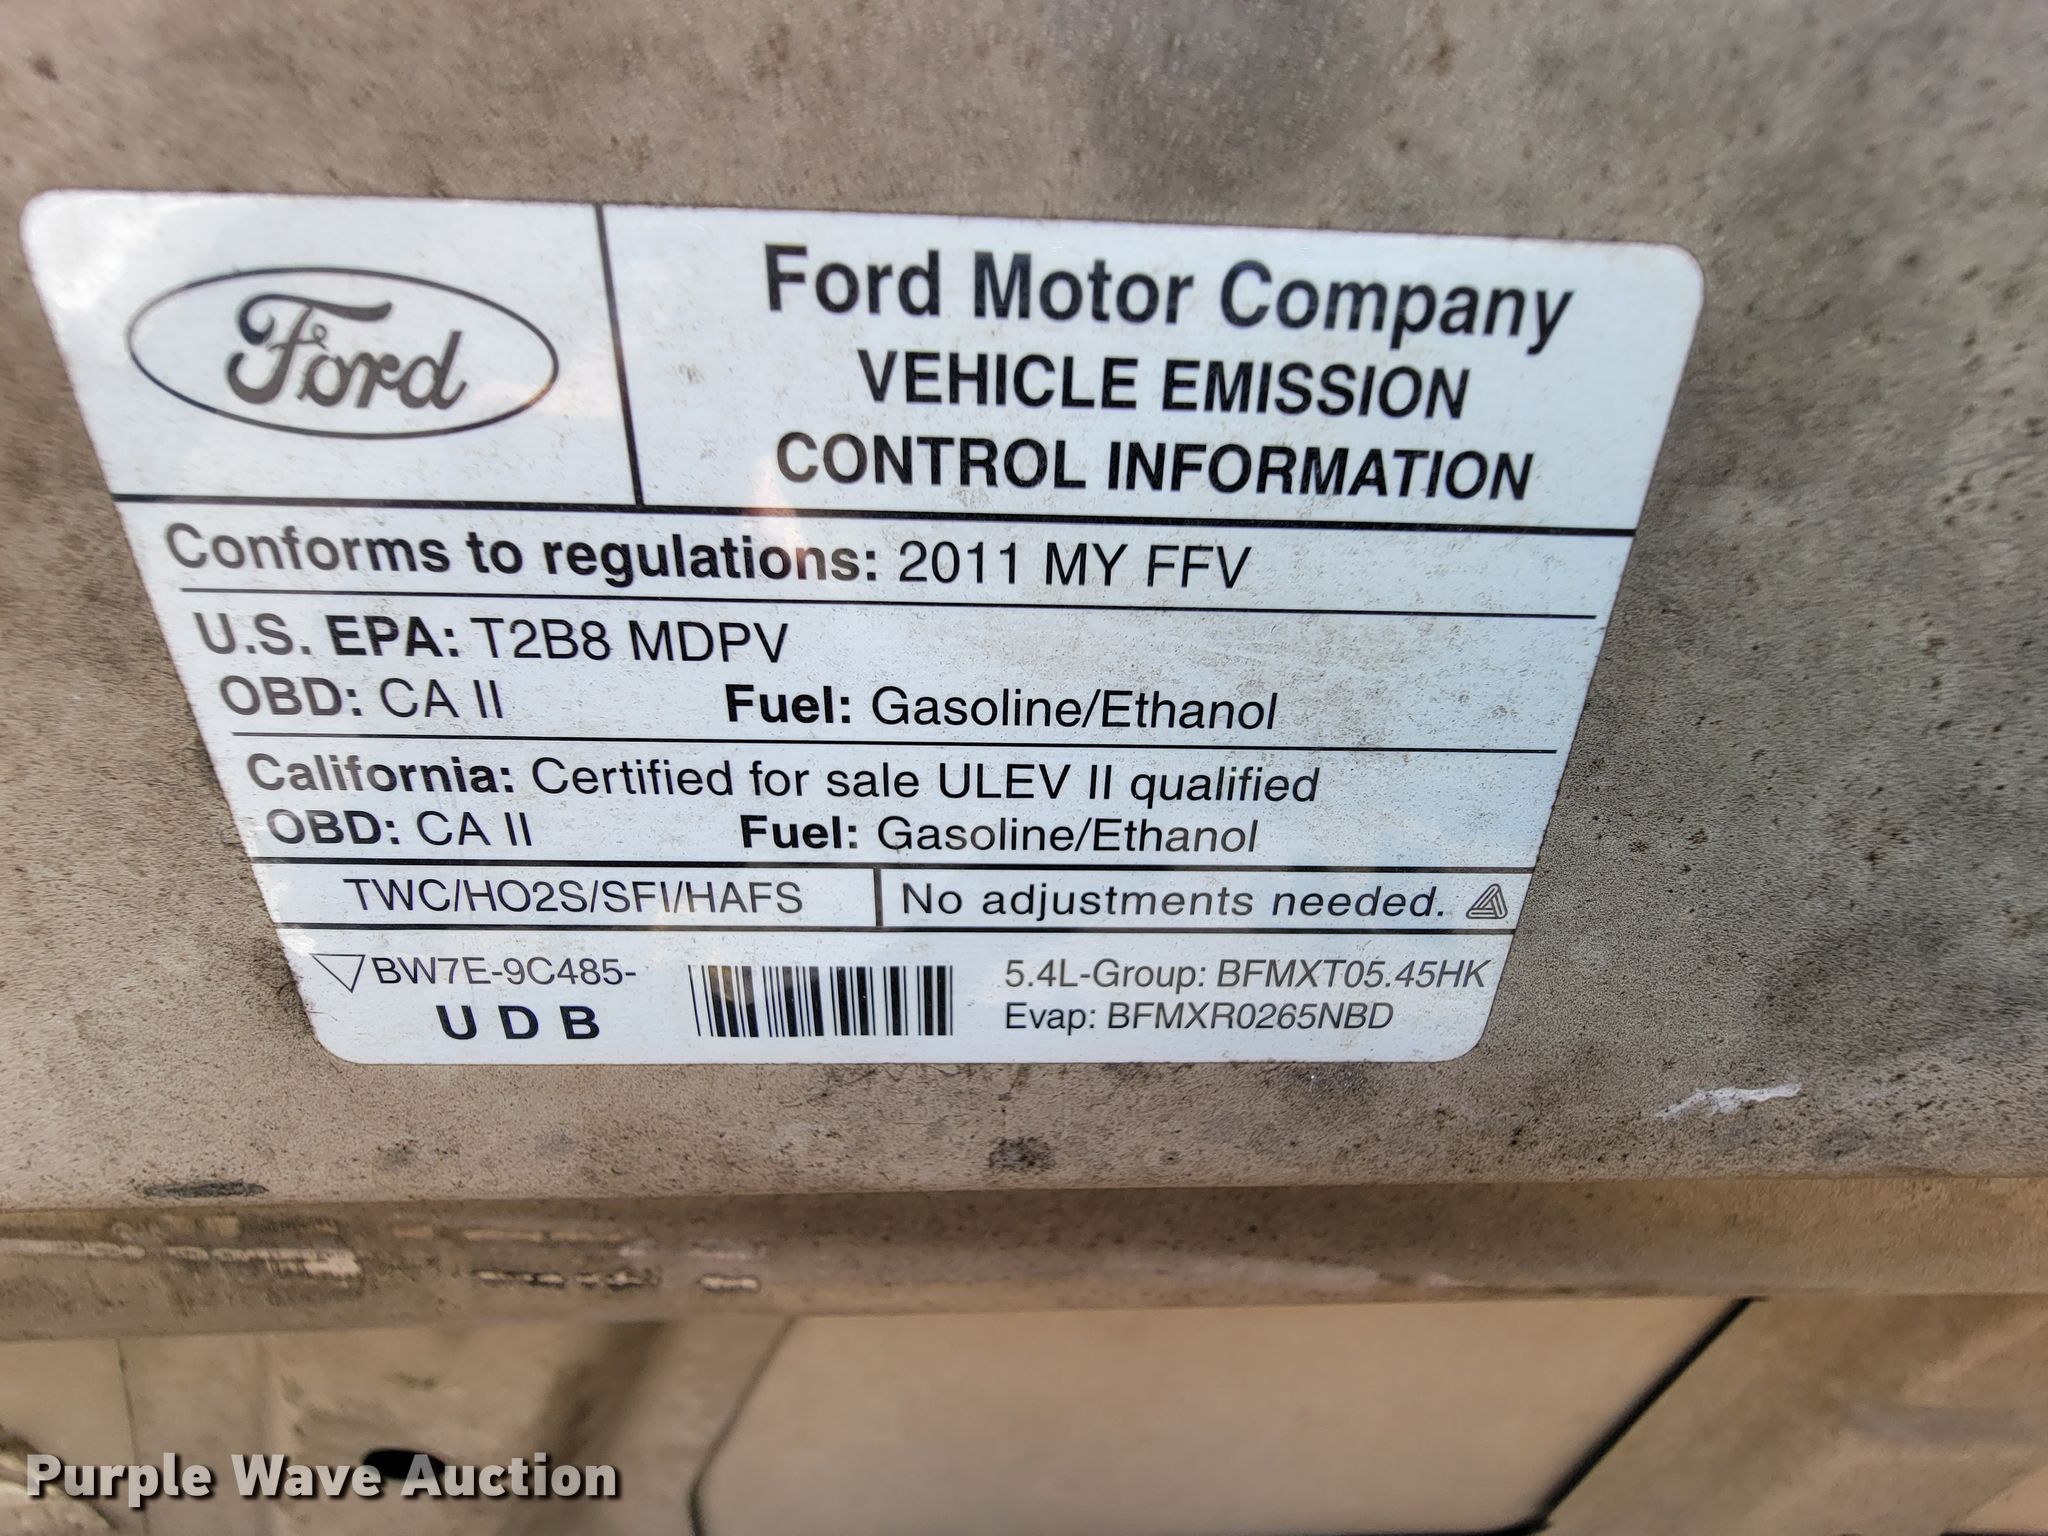 Ford
Ford Motor Company
VEHICLE EMISSION
CONTROL INFORMATION
Conforms to regulations: 2011 MY FFV
U.S. EPA: T2B8 MDPV
OBD: CA II Fuel: Gasoline/Ethanol
California: Certified for sale ULEV II qualified
OBD: CA II Fuel: Gasoline/Ethanol
TWC/HO2S/SFI/HAFS No adjustments needed.
BW7E-9C485- 5.4L-Group: BFMXT05.45HK
U D B Evap: BFMXR0265NBD
Purple Wave Auction